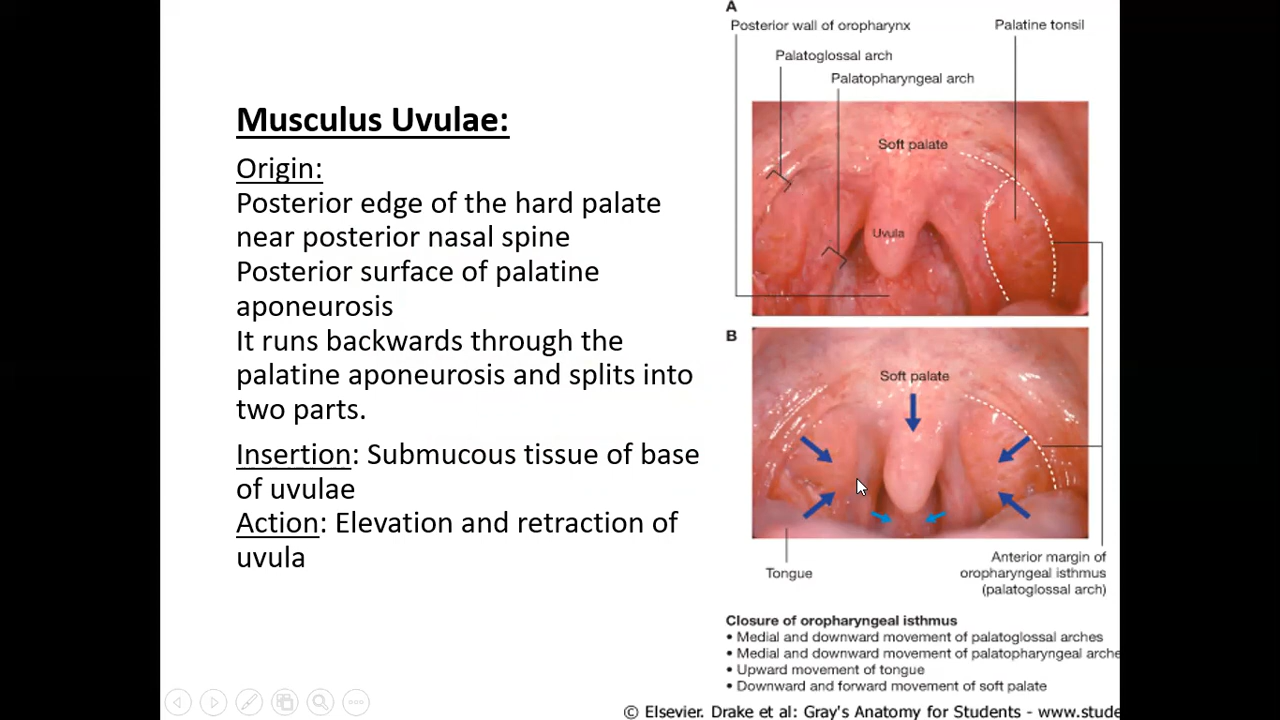 Musculus Uvulae:
Origin:
Posterior edge of the hard palate
near posterior nasal spine
Posterior surface of palatine
aponeurosis
It runs backwards through the
palatine aponeurosis and splits into
two parts.
Insertion: Submucous tissue of base
of uvulae
Action: Elevation and retraction of
uvula
A
Posterior wall of oropharynx
Palatine tonsil
Palatoglossal arch
Palatopharyngeal arch
Soft palate
Uvula
B
Soft palate
Tongue
Anterior margin of
oropharyngeal isthmus
(palatoglossal arch)
Closure of oropharyngeal isthmus
• Medial and downward movement of palatoglossal arches
• Medial and downward movement of palatopharyngeal arche
• Upward movement of tongue
• Downward and forward movement of soft palate
© Elsevier. Drake et al: Gray's Anatomy for Students - www.stude